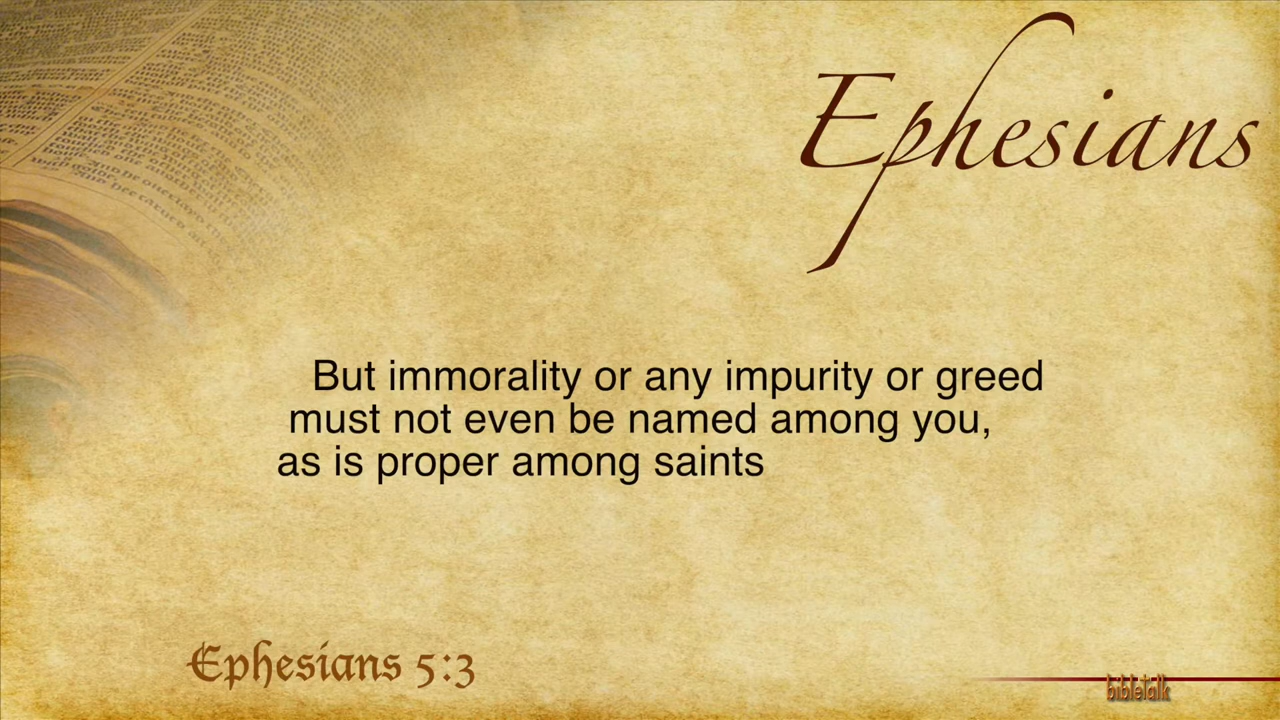 Ephesians
But immorality or any impurity or greed
must not even be named among you,
as is proper among saints
Ephesians 5:3
bibletalk